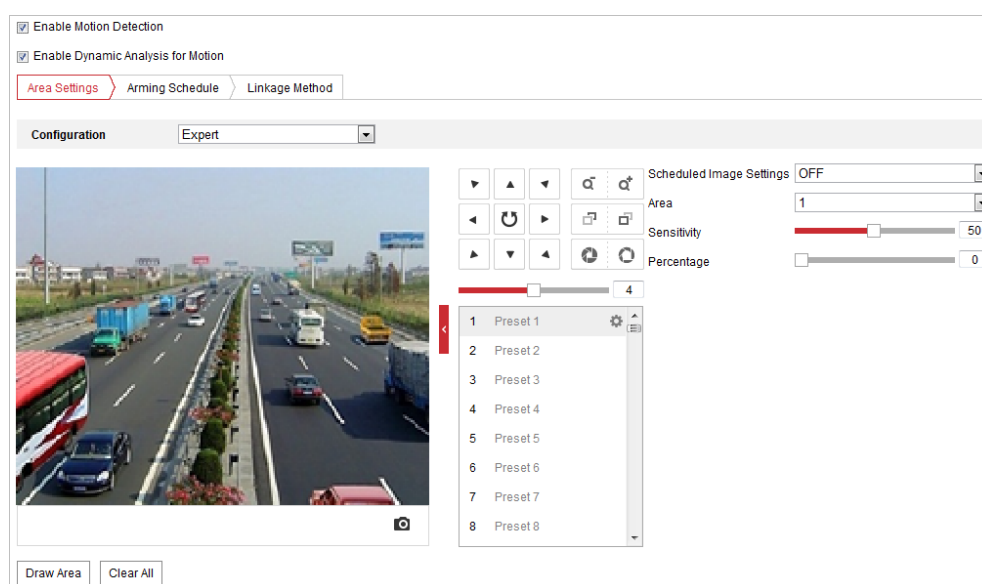 Enable Motion Detection
Enable Dynamic Analysis for Motion
Area Settings
Arming Schedule
Linkage Method
Configuration
Expert
Scheduled Image Settings
OFF
Area
1
Sensitivity
50
Percentage
0
4
1 Preset 1
2 Preset 2
3 Preset 3
4 Preset 4
5 Preset 5
6 Preset 6
7 Preset 7
8 Preset 8
Draw Area
Clear All